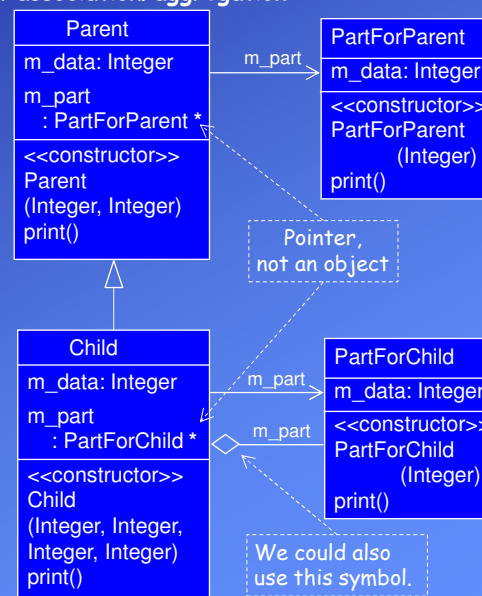 Parent
m_data: Integer
m_part
: PartForParent *
<<constructor>>
Parent
(Integer, Integer)
print()
m_part
PartForParent
m_data: Integer
<<constructor>>
PartForParent
(Integer)
print()
Pointer,
not an object
Child
m_data: Integer
m_part
: PartForChild *
<<constructor>>
Child
(Integer, Integer,
Integer, Integer)
print()
m_part
m_part
PartForChild
m_data: Integer
<<constructor>>
PartForChild
(Integer)
print()
We could also
use this symbol.